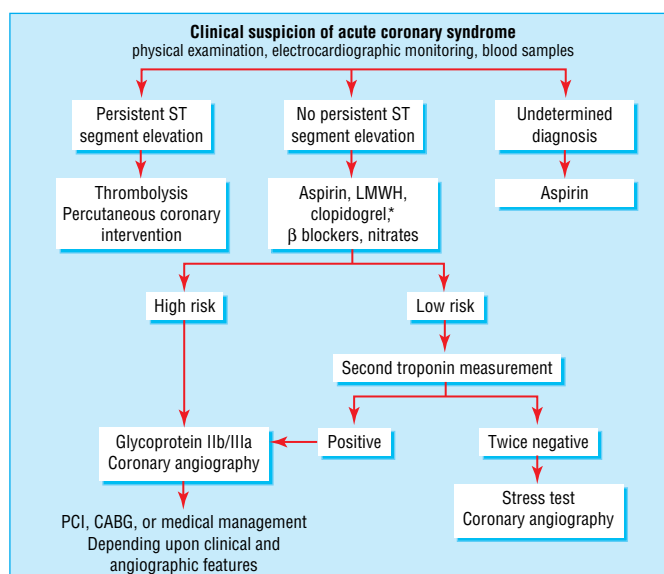 Clinical suspicion of acute coronary syndrome
physical examination, electrocardiographic monitoring, blood samples
Persistent ST
segment elevation
No persistent ST
segment elevation
Undetermined
diagnosis
Thrombolysis
Percutaneous coronary
intervention
Aspirin, LMWH,
clopidogrel,*
β blockers, nitrates
Aspirin
High risk
Low risk
Second troponin measurement
Glycoprotein IIb/IIIa
Coronary angiography
Positive
Twice negative
PCI, CABG, or medical management
Depending upon clinical and
angiographic features
Stress test
Coronary angiography